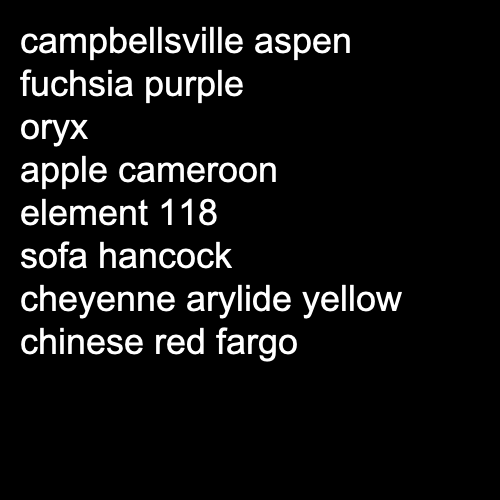 campbellsville aspen
fuchsia purple
oryx
apple cameroon
element 118
sofa hancock
cheyenne arylide yellow
chinese red fargo